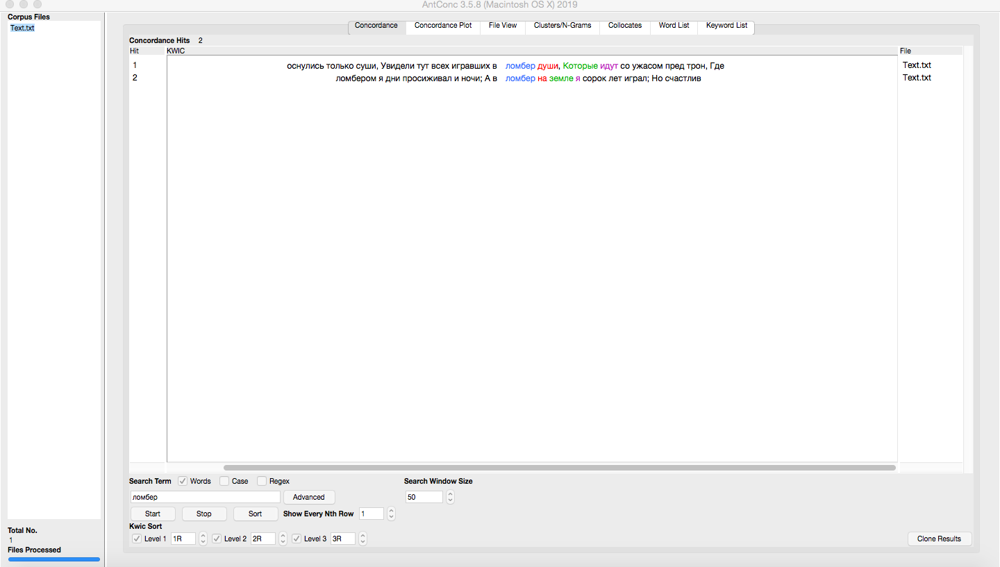 AntConc 3.5.8 (Macintosh OS X) 2019
Corpus Files
Text.txt
Concordance Concordance Plot File View Clusters/N-Grams Collocates Word List Keyword List
Concordance Hits 2
Hit KWIC File
1 оснулись только суши, Увидели тут всех игравших в ломбер души, Которые идут со ужасом пред трон, Где Text.txt
2 ломбером я дни просиживал и ночи; А в ломбер на земле я сорок лет играл; Но счастлив Text.txt
Search Term Words Case Regex Search Window Size
ломбер Advanced 50
Start Stop Sort Show Every Nth Row 1
Kwic Sort
Level 1 1R Level 2 2R Level 3 3R Clone Results
Total No.
1
Files Processed